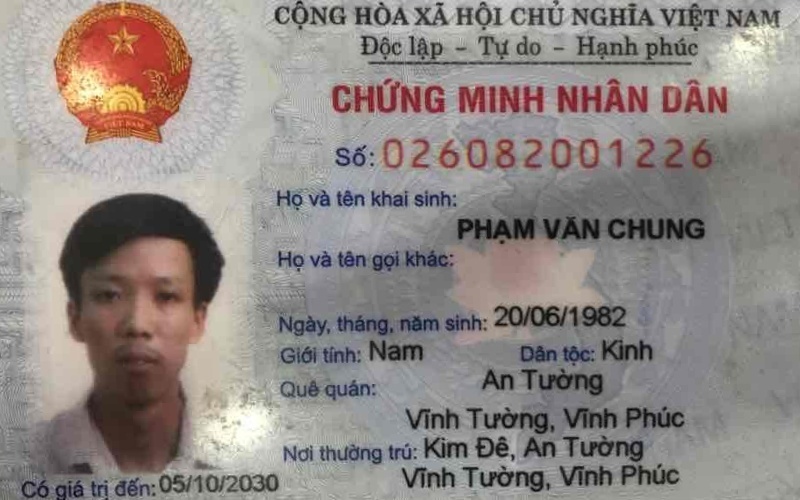 CỘNG HÒA XÃ HỘI CHỦ NGHĨA VIỆT NAM
Độc lập - Tự do - Hạnh phúc
CHỨNG MINH NHÂN DÂN
Số: 026082001226
Họ và tên khai sinh:
PHẠM VĂN CHUNG
Họ và tên gọi khác:
Ngày, tháng, năm sinh: 20/06/1982
Giới tính: Nam Dân tộc: Kinh
Quê quán: An Tường
Vĩnh Tường, Vĩnh Phúc
Nơi thường trú: Kim Đê, An Tường
Vĩnh Tường, Vĩnh Phúc
Có giá trị đến: 05/10/2030
VIỆT NAM